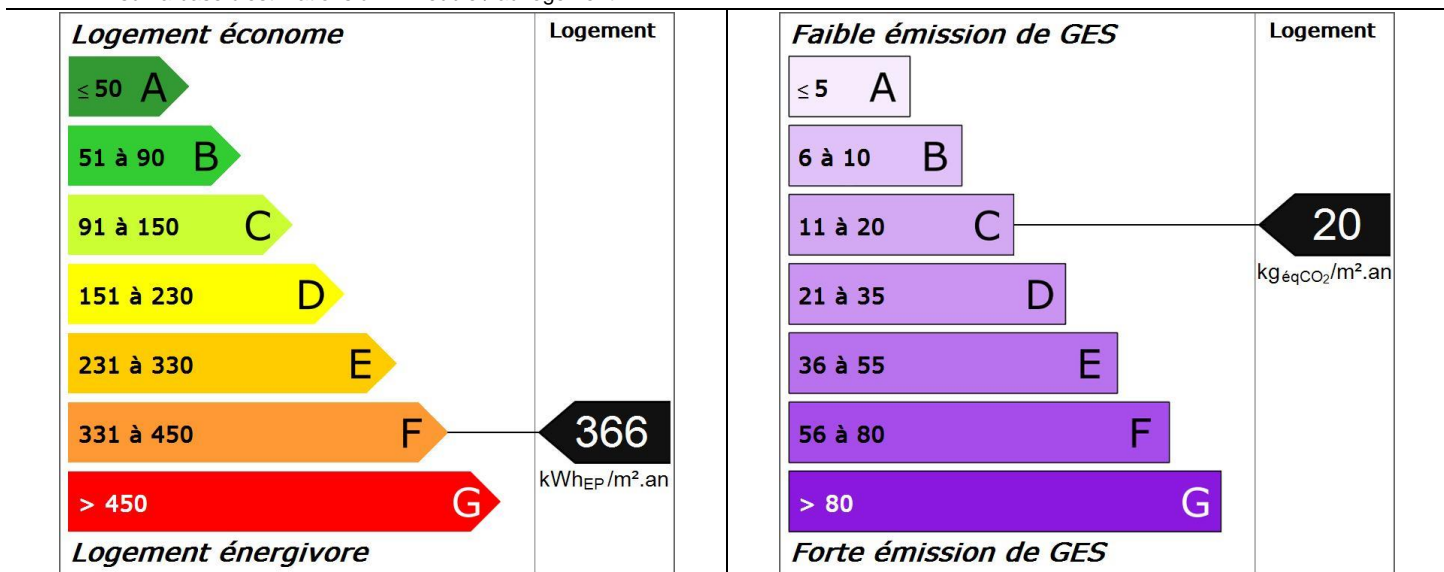 Logement économe
Logement
≤ 50 A
51 à 90 B
91 à 150 C
151 à 230 D
231 à 330 E
331 à 450 F
366
kWhEP/m².an
> 450 G
Logement énergivore
Faible émission de GES
Logement
≤ 5 A
6 à 10 B
11 à 20 C
20
kgéqCO₂/m².an
21 à 35 D
36 à 55 E
56 à 80 F
> 80 G
Forte émission de GES